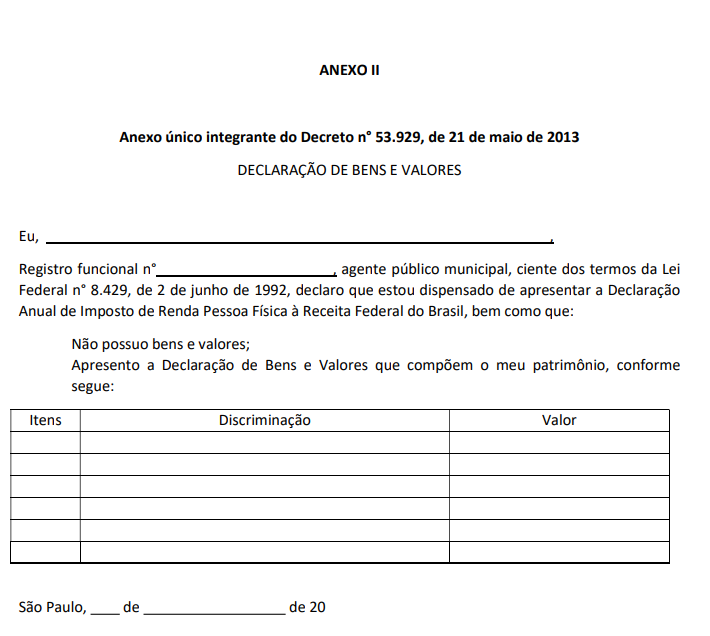 ANEXO II
Anexo único integrante do Decreto n° 53.929, de 21 de maio de 2013
DECLARAÇÃO DE BENS E VALORES
Eu, ______________________________________________________________,
Registro funcional n°______________________, agente público municipal, ciente dos termos da Lei
Federal n° 8.429, de 2 de junho de 1992, declaro que estou dispensado de apresentar a Declaração
Anual de Imposto de Renda Pessoa Física à Receita Federal do Brasil, bem como que:
Não possuo bens e valores;
Apresento a Declaração de Bens e Valores que compõem o meu patrimônio, conforme
segue:
Itens Discriminação Valor
São Paulo, ____ de ___________________ de 20